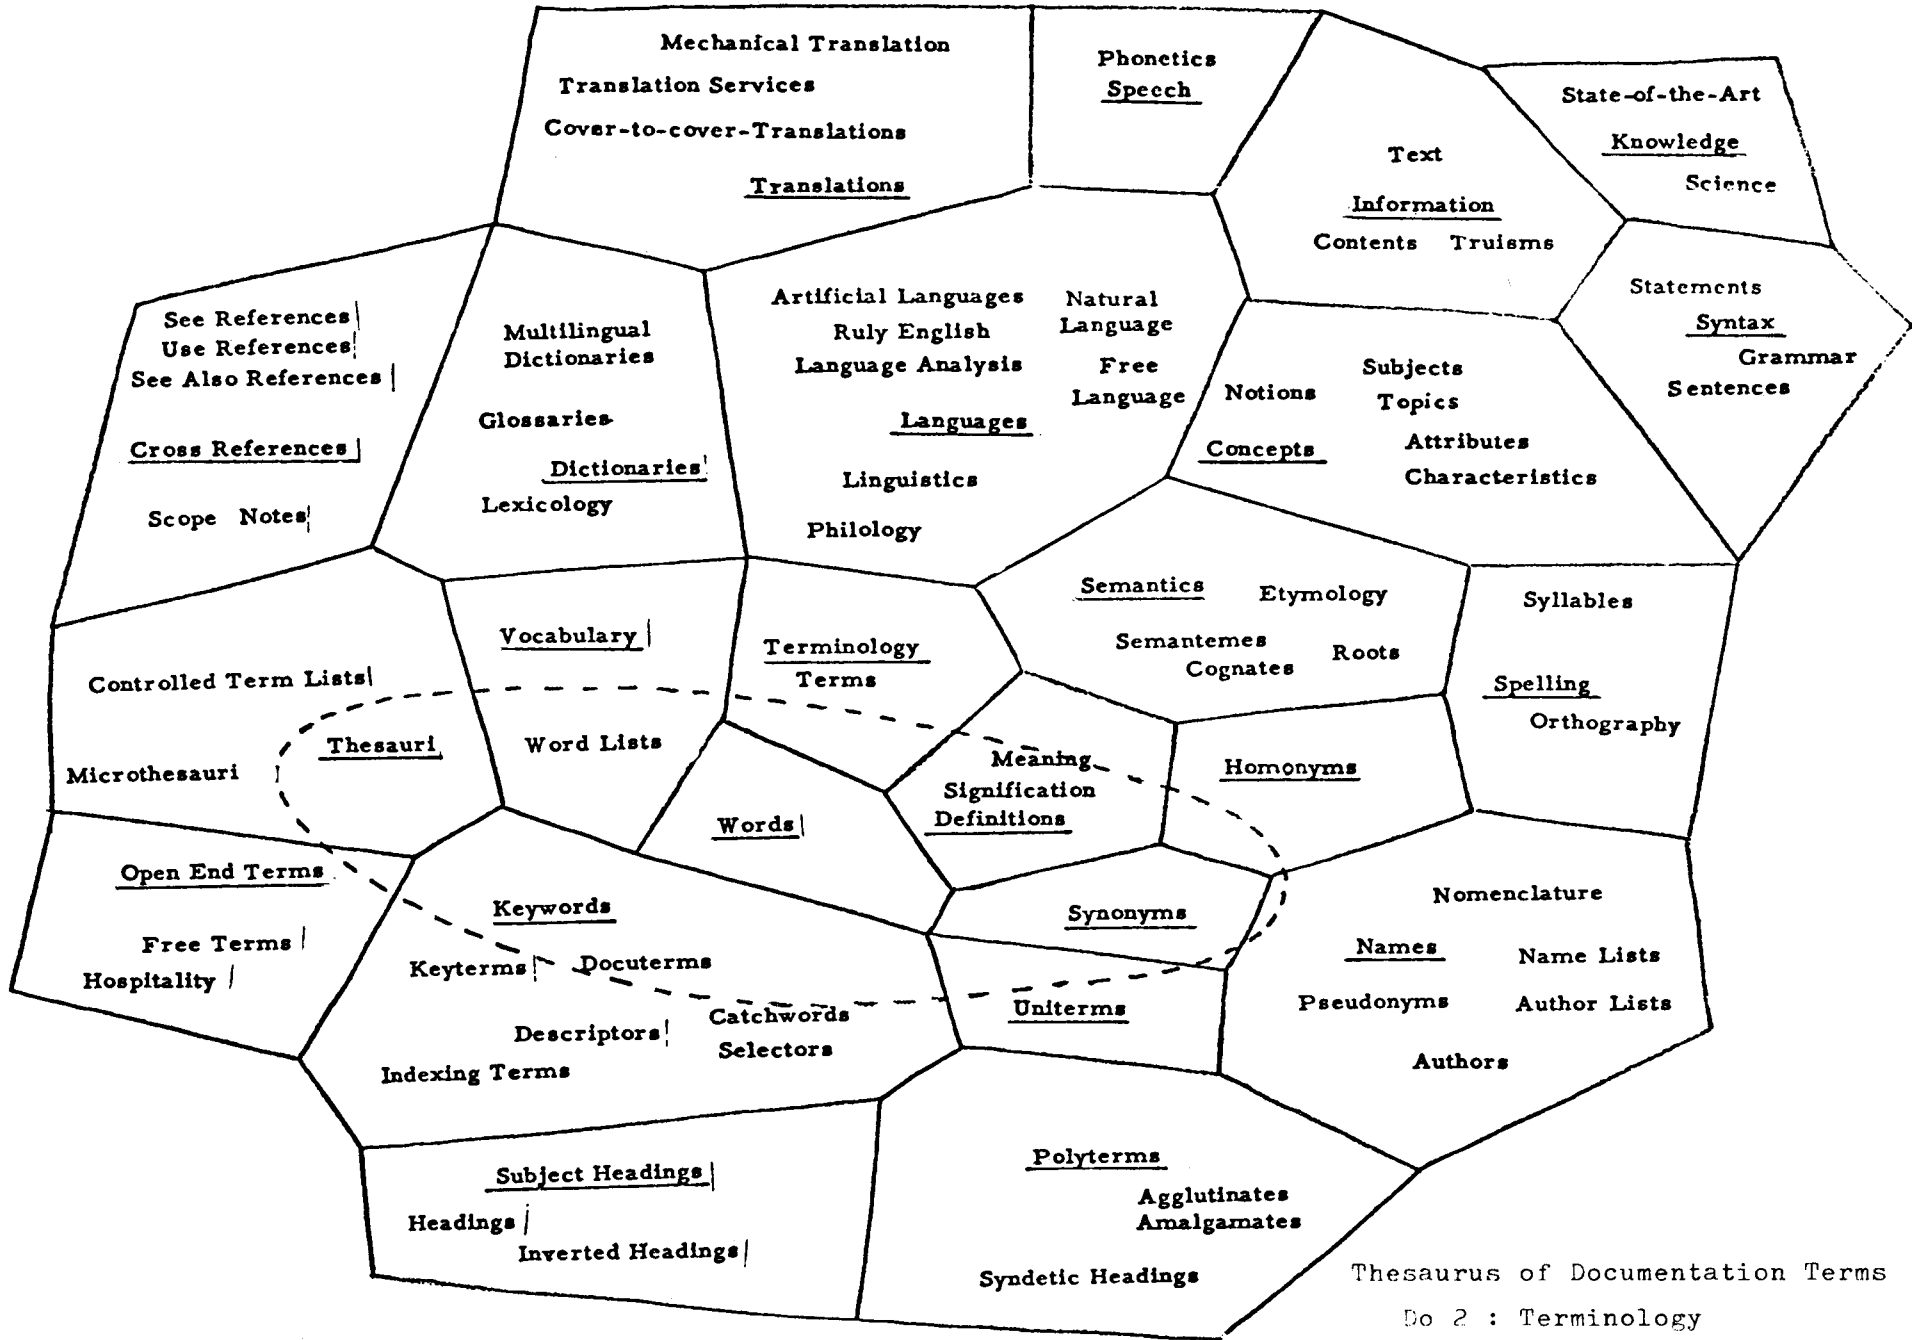 Mechanical Translation
Translation Services
Cover-to-cover-Translations
Translations
Phonetics
Speech
Text
Information
Contents Truisms
State-of-the-Art
Knowledge
Science
See References
Use References
See Also References
Cross References
Scope Notes
Multilingual
Dictionaries
Glossaries
Dictionaries
Lexicology
Artificial Languages
Ruly English
Language Analysis
Languages
Linguistics
Philology
Natural
Language
Free
Language
Notions
Concepts
Subjects
Topics
Attributes
Characteristics
Statements
Syntax
Grammar
Sentences
Controlled Term Lists
Thesauri
Microthesauri
Vocabulary
Word Lists
Terminology
Terms
Semantics
Etymology
Semantemes
Cognates
Roots
Syllables
Spelling
Orthography
Words
Meaning
Signification
Definitions
Homonyms
Open End Terms
Free Terms
Hospitality
Keywords
Keyterms
Docuterms
Descriptors
Catchwords
Selectors
Indexing Terms
Synonyms
Uniterms
Nomenclature
Names
Name Lists
Pseudonyms
Author Lists
Authors
Subject Headings
Headings
Inverted Headings
Polyterms
Agglutinates
Amalgamates
Syndetic Headings
Thesaurus of Documentation Terms
Do 2 : Terminology